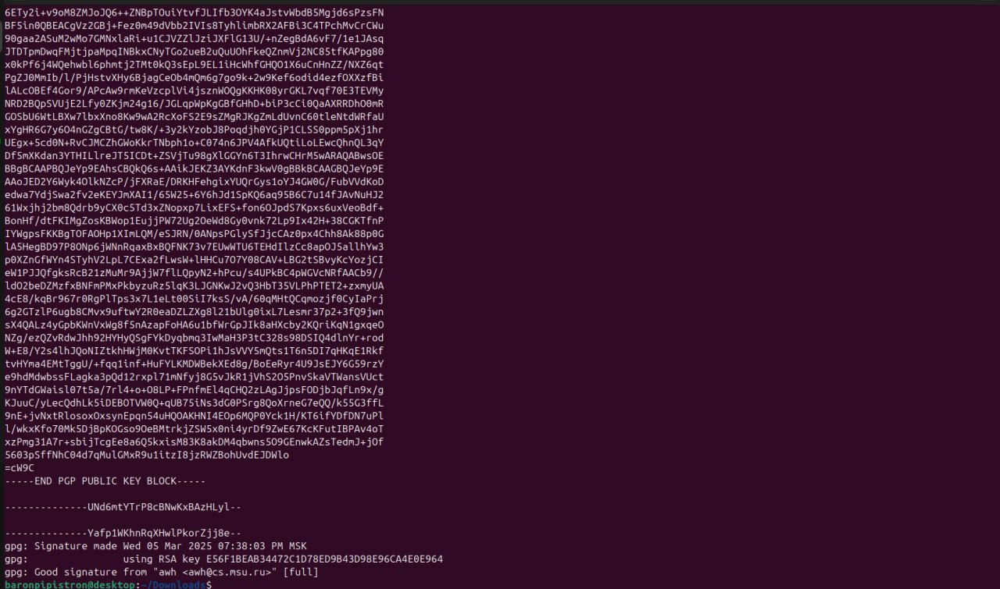 6ETy2i+v9oM8ZMJoJQ6++ZNBpTOuiYtvfJLIfb3OYK4aJstvWbdB5Mgjd6sPzsFN
BF5in0QBEACgVz2GBj+Fez0m49dVbb2IVIs8TyhlimbRX2AFBi3C4TPchMvCrCWu
90gaa2ASuM2wMo7GMNxlaRi+u1CJVZZlJziJXFlG13U/+nZegBdA6vF7/1e1JAsq
JTDTpmDwqFMjtjpaMpqINBkxCNyTGo2ueB2uQuUOhFkeQZnmVj2NC85tfKAPpg80
x0kPf6j4WQehwbl6phmtj2TMt0kQ3sEpL9EL1iHcWhfGHQO1X6uCnHnZZ/NXZ6qt
PgZJ0MmIb/l/PjHstvXHy6BjagCeOb4mQm6g7go9k+2w9Kef6odid4ezfOXXzfBi
lALcOBEf4Gor9/APcAw9rmKeVzcplVi4jsznWOQgKKHK08yrGKL7vqf70E3TEVMy
NRD2BQpSVUjE2Lfy0ZKjm24g16/JGLqpWpKgGBfGHhD+biP3cCi0QaAXRRDhO0mR
GOSbU6WtLBXw7lbxXno8Kw9wA2RcXoFS2E9sZMgRJKgZmLdUvnC60tleNtdWRfaU
xYgHR6G7y6O4nGZgCBtG/tw8K/+3y2kYzobJ8Poqdjh0YGjP1CLSS0ppm5pXj1hr
UEgx+5cd0N+RvCJMCZhGWoKkrTNbph1o+C074n6JPV4AfkUQtiLoLEwcQhnQL3qY
Df5mXKdan3YTHILlreJT5ICDt+ZSVjTu98gXlGGYn6T3IhrwCHrM5wARAQABwsOE
BBgBCAAPBQJeYp9EAhsCBQkQ6s+AAikJEKZ3AYKdnF3kwV0gBBkBCAAGBQJeYp9E
AAoJED2Y6Wyk4OlkNZcP/jFXRaE/DRKHFehgixYUQrGys1oYJ4GW0G/FubVVdKoD
edwa7YdjSwa2fv2eKEYJmXAI1/65W25+6Y6hJd1SpKQ6aq95B6C7u14fJAvNuHJ2
61Wxjhj2bm8Qdrb9yCX0c5Td3xZNopxp7LixEFS+fon6OJpdS7Kpxs6uxVeoBdf+
BonHf/dtFKIMgZosKBWop1EujjPW72Ug2OeWd8Gy0vnk72Lp9Ix42H+38CGKTfnP
IYWgpsFKKBgTOFAOHp1XImLQM/eSJRN/0ANpsPGlySfJjcCAz0px4Chh8Ak88p0G
lA5HegBD97P8ONp6jWNnRqaxBxBQFNK73v7EUwWTU6TEHdIlzCc8apOJ5allhYw3
p0XZnGfWYn4STyhV2LpL7CExa2fLwsW+lHHCu7O7Y08CAV+LBG2tSBvyKcYozjCI
eW1PJJQfgksRcB21zMuMr9AjjW7flLQpyN2+hPcu/s4UPkBC4pWGVcNRfAACb9//
ldO2beDZMzfxBNFmPMxPkbyzuRz5lqK3LJGNKwJ2vQ3HbT35VLPhPTET2+zxmyUA
4cE8/kqBr967r0RgPlTps3x7L1eLt00SiI7ksS/vA/60qMHtQCqmozjf0CyIaPrj
6g2GTzlP6ugb8CMvx9uftwY2R0eaDZLZXg8l21bUlg0ixL7Lesmr37p2+3fQ9jwn
sX4QALz4yGpbKWnVxWg8f5nAzapFoHA6u1bfWrGpJIk8aHXcby2KQriKqN1gxqeO
NZg/ezQZvRdwJhh92HYHyQSgFYkDyqbmq3IwMaH3P3tC328s98DSIQ4dlnYr+rod
W+E8/Y2s4lhJQoNIZtkhHWjM0KvtTKFSOPi1hJsVVY5mQts1T6n5DI7qHKqE1Rkf
tvHYma4EMtTggU/+fqq1inf+HuFYLKMDWBekXEd8g/BoEeRyr4U9JsEJY6G59rzY
e9hdMdwbssFLagka3pQd12rxpl71mNfyj8G5vJkR1jVhS2O5PnvSkaVTWansVUct
9nYTdGWaisl07t5a/7rl4+o+O8LP+FPnfmEl4qCHQ2zLAgJjpsFODjbJqfLn9x/g
KJuuC/yLecQdhLk5iDEBOTVW0Q+qUB75iNs3dG0PSrg8QoXrneG7eQQ/k55G3ffL
9nE+jvNxtRlosoxOxsynEpqn54uHQOAKHNI4EOp6MQP0Yck1H/KT6ifYDfDN7uPl
l/wkxKfo70Mk5DjBpKOGso9OeBMtrkjZSW5x0ni4yrDf9ZwE67KcKFutIBPAv4oT
xzPmg31A7r+sbijTcgEe8a6Q5kxisM83K8akDM4qbwns5O9GEnwkAZsTedmJ+jOf
5603pSffNhC04d7qMulGMxR9u1itzI8jzRWZBohUvdEJDWlo
=cW9C
-----END PGP PUBLIC KEY BLOCK-----
--------------UNd6mtYTrP8cBNwKxBAzHLyl--
--------------Yafp1WKhnRqXHwlPkorZjj8e--
gpg: Signature made Wed 05 Mar 2025 07:38:03 PM MSK
gpg:                using RSA key E56F1BEAB34472C1D78ED9B43D98E96CA4E0E964
gpg: Good signature from "awh <awh@cs.msu.ru>" [full]
baronpipistron@desktop:~/Downloads$